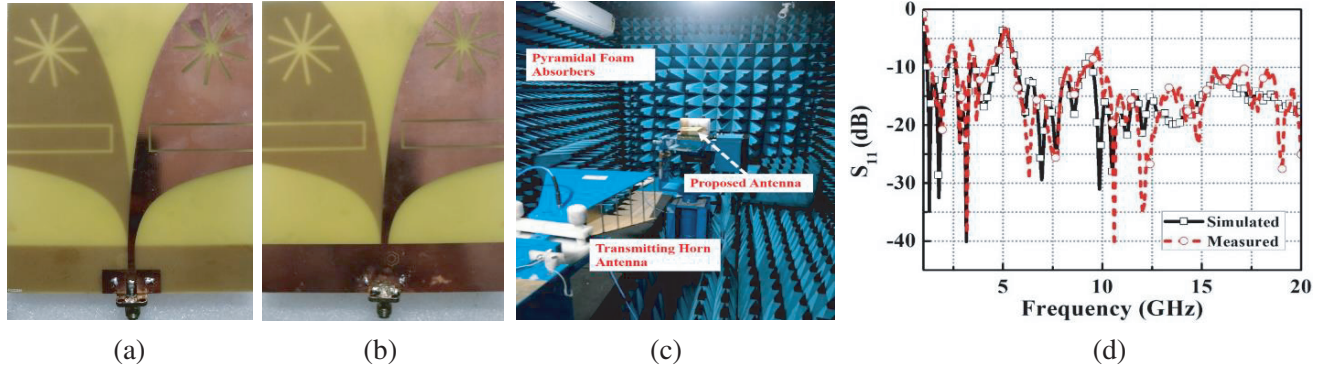 Pyramidal Foam
Absorbers
Proposed Antenna
Transmitting Horn
Antenna
0
-10
-20
-30
-40
S11 (dB)
Simulated
Measured
5 10 15 20
Frequency (GHz)
(a) (b) (c) (d)